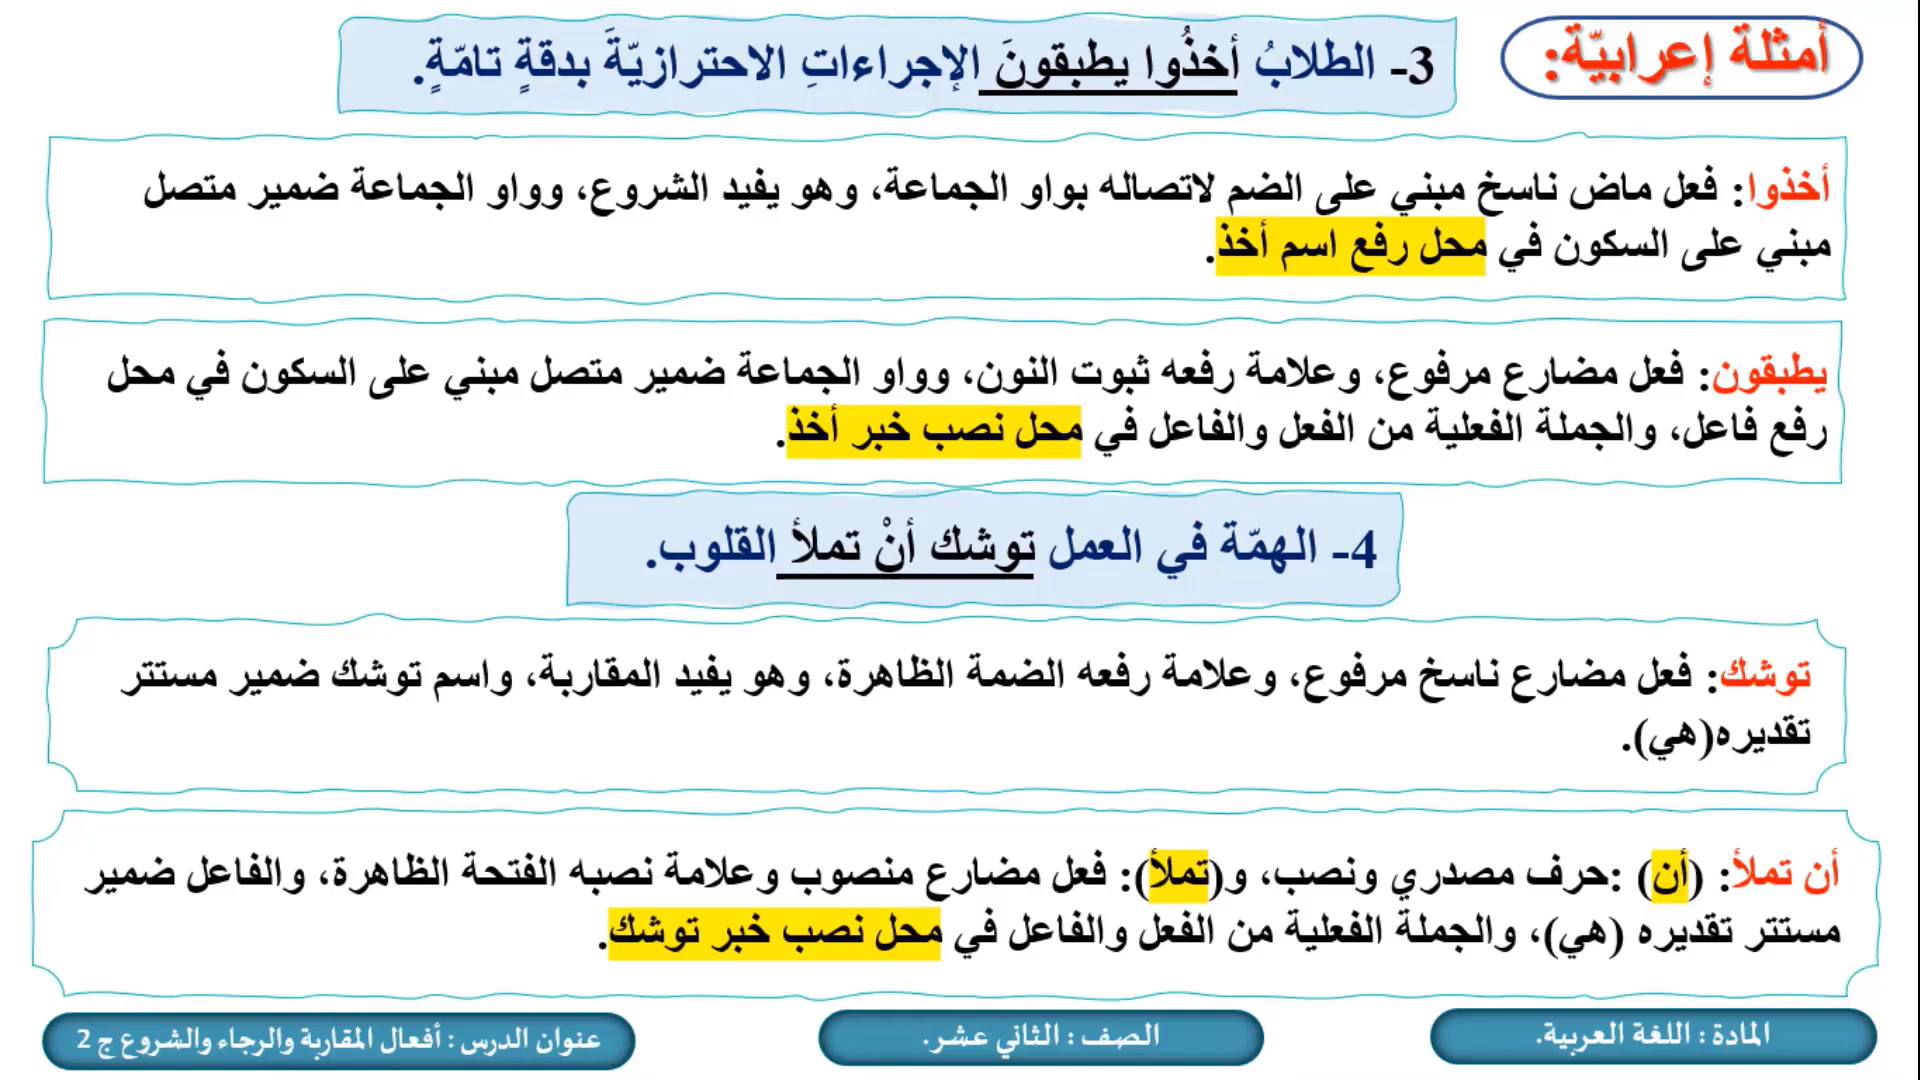 أمثلة إعرابيّة:
3- الطلابُ أخذُوا يطبقونَ الإجراءاتِ الاحترازيّةَ بدقةٍ تامّةٍ.
أخذوا: فعل ماض ناسخ مبني على الضم لاتصاله بواو الجماعة، وهو يفيد الشروع، وواو الجماعة ضمير متصل
مبني على السكون في محل رفع اسم أخذ.
يطبقون: فعل مضارع مرفوع، وعلامة رفعه ثبوت النون، وواو الجماعة ضمير متصل مبني على السكون في محل
رفع فاعل، والجملة الفعلية من الفعل والفاعل في محل نصب خبر أخذ.
4- الهمّة في العمل توشك أنْ تملأ القلوب.
توشك: فعل مضارع ناسخ مرفوع، وعلامة رفعه الضمة الظاهرة، وهو يفيد المقاربة، واسم توشك ضمير مستتر
تقديره(هي).
أن تملأ: (أن) :حرف مصدري ونصب، و(تملأ): فعل مضارع منصوب وعلامة نصبه الفتحة الظاهرة، والفاعل ضمير
مستتر تقديره (هي)، والجملة الفعلية من الفعل والفاعل في محل نصب خبر توشك.
المادة : اللغة العربية.
الصف : الثاني عشر.
عنوان الدرس : أفعال المقاربة والرجاء والشروع ج 2